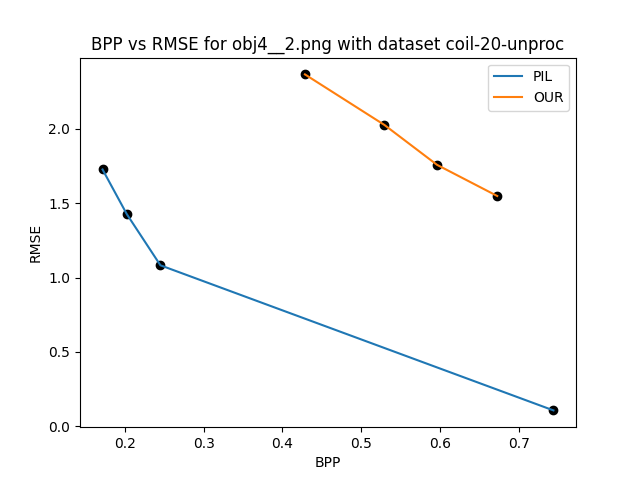 BPP vs RMSE for obj4__2.png with dataset coil-20-unproc
PIL
OUR
2.0
1.5
1.0
0.5
0.0
RMSE
0.2 0.3 0.4 0.5 0.6 0.7
BPP